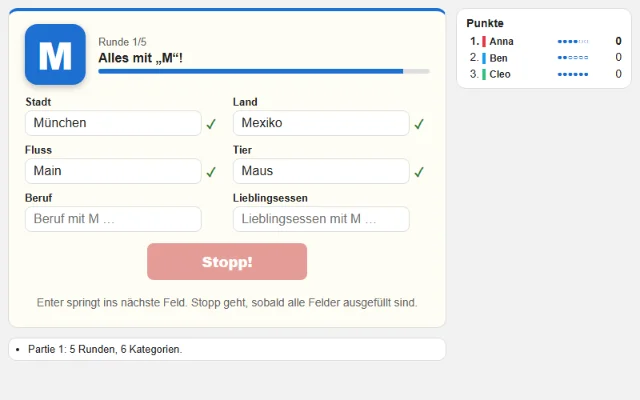 M
Runde 1/5
Alles mit „M“!
Stadt
München ✓
Land
Mexiko ✓
Fluss
Main ✓
Tier
Maus ✓
Beruf
Beruf mit M …
Lieblingsessen
Lieblingsessen mit M …
Stopp!
Enter springt ins nächste Feld. Stopp geht, sobald alle Felder ausgefüllt sind.
• Partie 1: 5 Runden, 6 Kategorien.
Punkte
1. Anna 0
2. Ben 0
3. Cleo 0